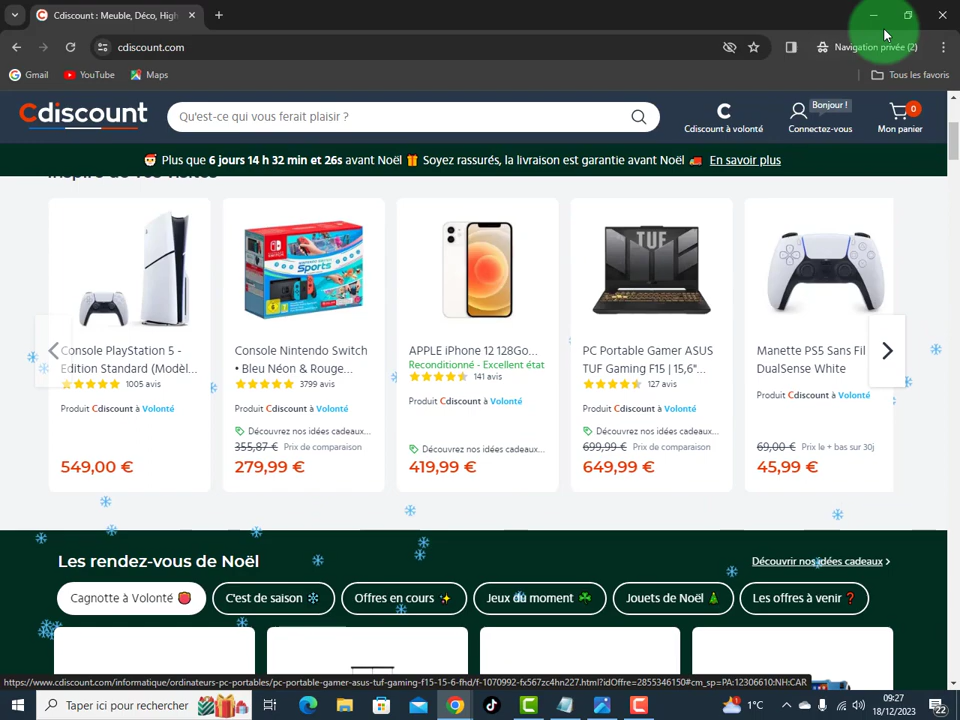 Cdiscount : Meuble, Déco, High
cdiscount.com
Navigation privée (2)
Gmail
YouTube
Maps
Tous les favoris
Cdiscount
Qu'est-ce qui vous ferait plaisir ?
C
Cdiscount à volonté
Bonjour !
Connectez-vous
0
Mon panier
Plus que 6 jours 14 h 32 min et 26s avant Noël Soyez rassurés, la livraison est garantie avant Noël En savoir plus
Inspiré de vos visites
Console PlayStation 5 -
Edition Standard (Modèl...
1005 avis
Produit Cdiscount à Volonté
549,00 €
Console Nintendo Switch
• Bleu Néon & Rouge...
3799 avis
Produit Cdiscount à Volonté
Découvrez nos idées cadeaux...
355,87 € Prix de comparaison
279,99 €
APPLE iPhone 12 128Go...
Reconditionné - Excellent état
141 avis
Produit Cdiscount à Volonté
Découvrez nos idées cadeaux...
419,99 €
TUF
PC Portable Gamer ASUS
TUF Gaming F15 | 15,6"...
127 avis
Produit Cdiscount à Volonté
Découvrez nos idées cadeaux...
699,99 € Prix de comparaison
649,99 €
Manette PS5 Sans Fil
DualSense White
Produit Cdiscount à Volonté
69,00 € Prix le + bas sur 30j
45,99 €
Les rendez-vous de Noël
Découvrir nos idées cadeaux
Cagnotte à Volonté
C'est de saison
Offres en cours
Jeux du moment
Jouets de Noël
Les offres à venir
https://www.cdiscount.com/informatique/ordinateurs-pc-portables/pc-portable-gamer-asus-tuf-gaming-f15-15-6-fhd/f-1070992-fx567zc4hn227.html?idOffre=2855346150#cm_sp=PA:12306610:NH:CAR
Taper ici pour rechercher
1°C
09:27
18/12/2023
22